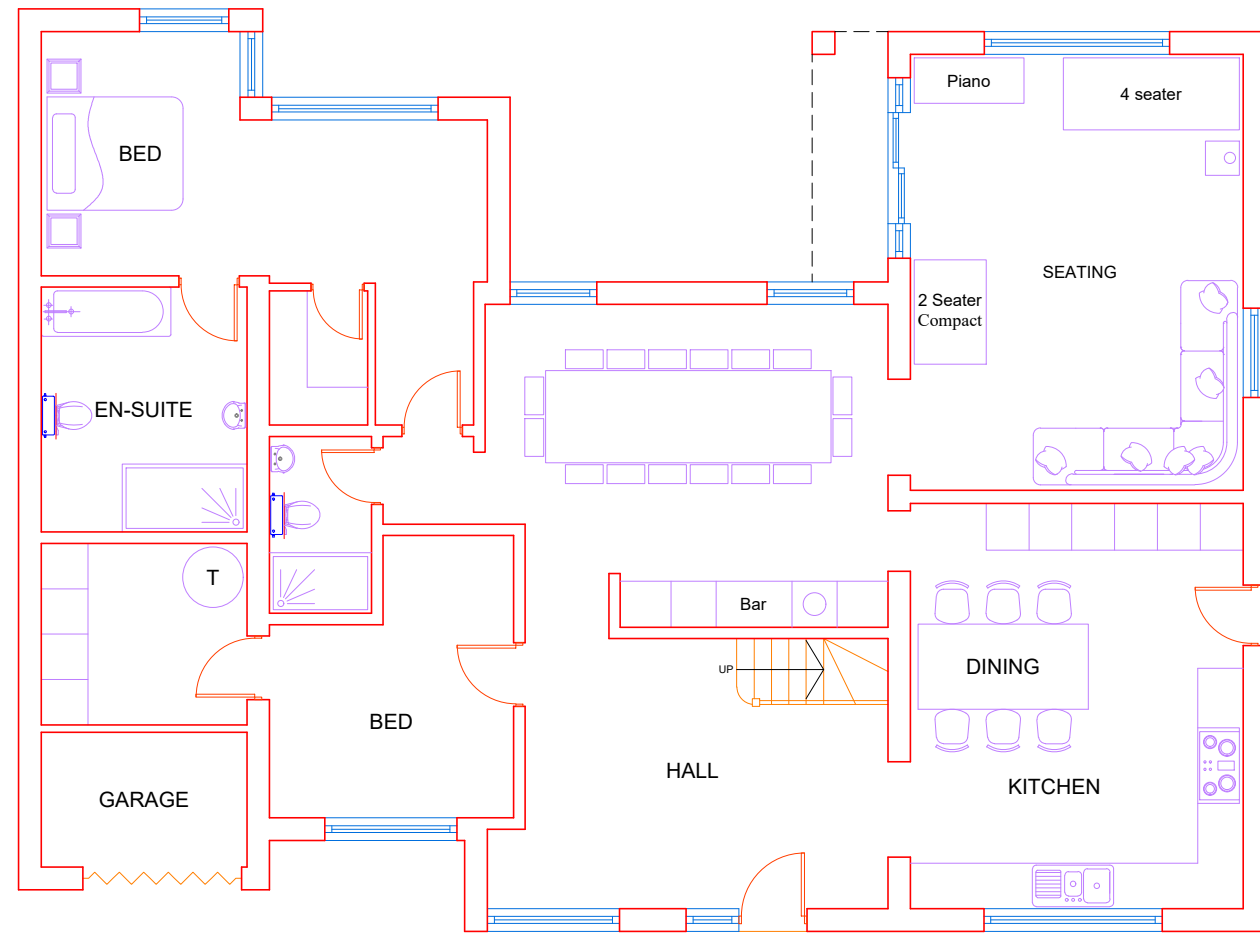 Piano
4 seater
BED
SEATING
2 Seater
Compact
EN-SUITE
T
Bar
UP
DINING
BED
HALL
KITCHEN
GARAGE